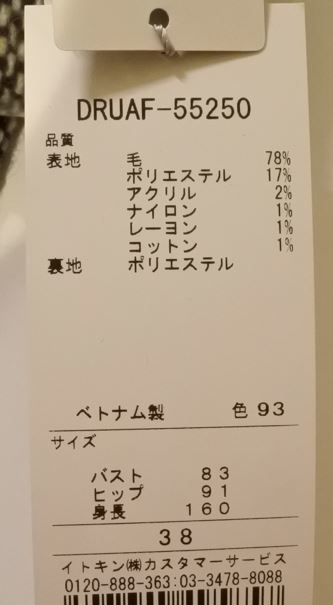 DRUAF-55250
品質
表地 毛 78%
ポリエステル 17%
アクリル 2%
ナイロン 1%
レーヨン 1%
コットン 1%
裏地 ポリエステル
ベトナム製 色 93
サイズ
バスト 83
ヒップ 91
身長 160
38
イトキン㈱カスタマーサービス
0120-888-363:03-3478-8088